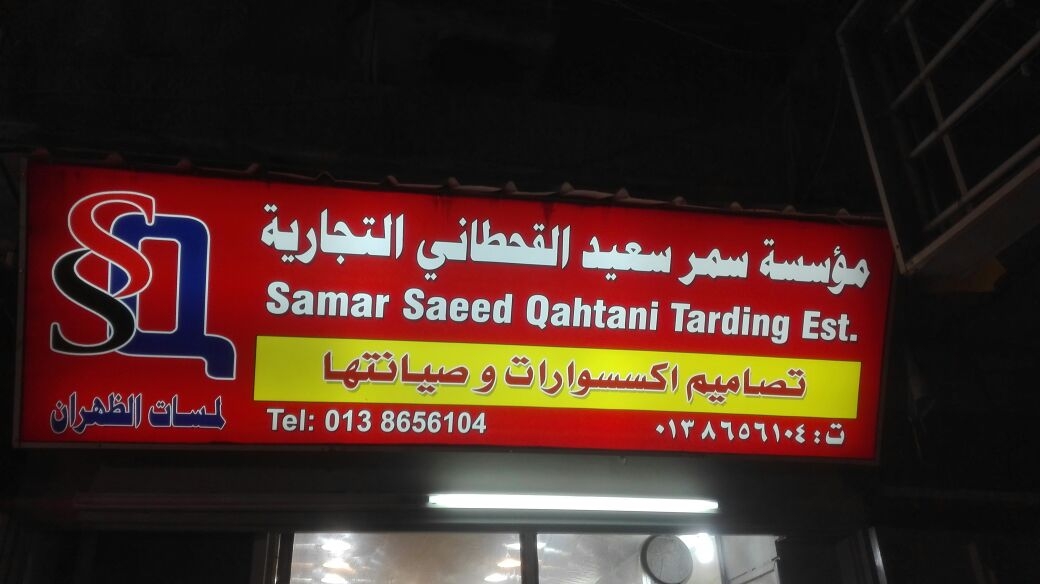 مؤسسة سمر سعيد القحطاني التجارية
Samar Saeed Qahtani Tarding Est.
تصاميم اكسسوارات و صيانتها
Tel: 013 8656104
ت: ٠١٣٨٦٥٦١٠٤
SSQ
لمسات الظهران